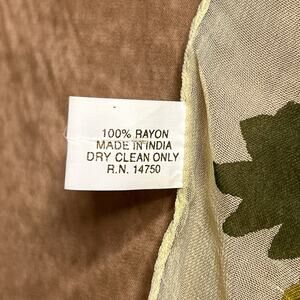 100% RAYON
MADE IN INDIA
DRY CLEAN ONLY
R.N. 14750